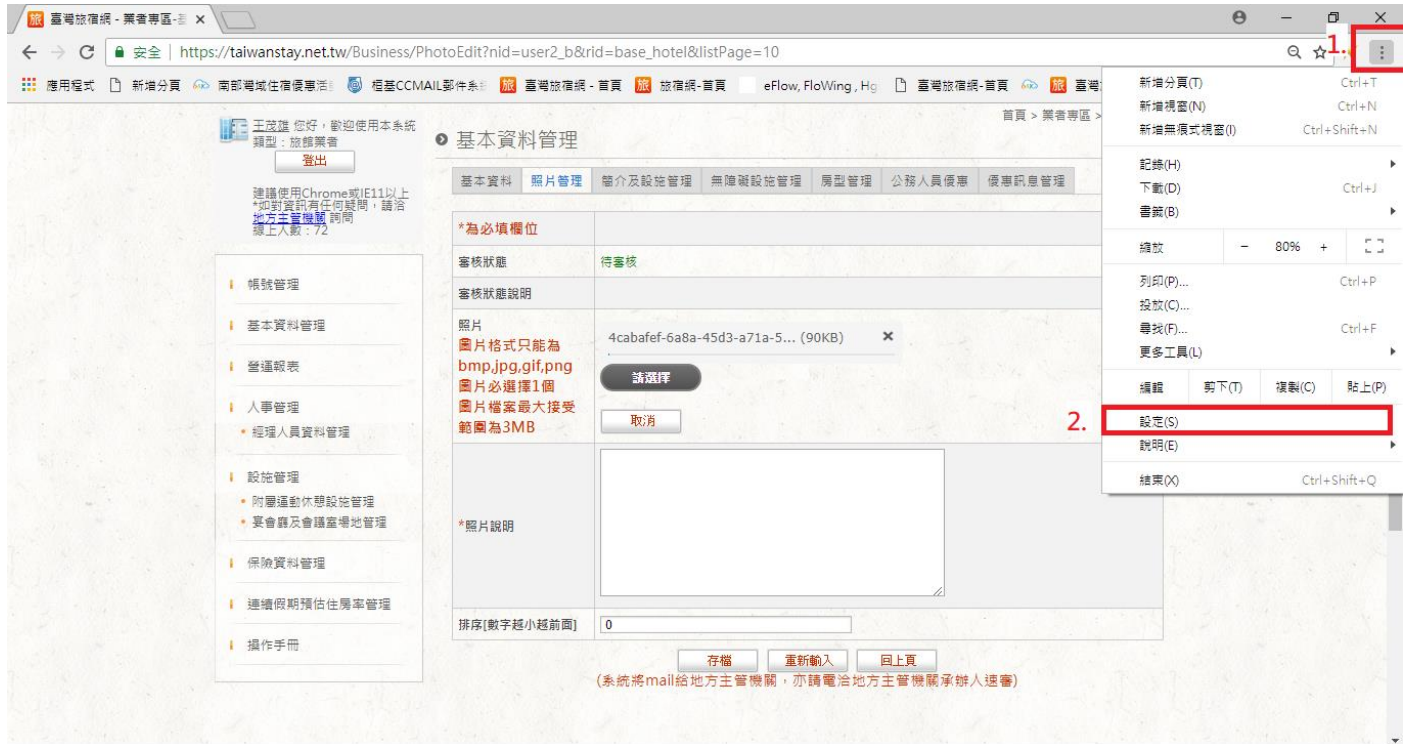 臺灣旅宿網 - 業者專區-
安全 | https://taiwanstay.net.tw/Business/PhotoEdit?nid=user2_b&rid=base_hotel&listPage=10
1.
應用程式 新增分頁 南部灣域住宿優惠活 桓基CCMAIL郵件系 臺灣旅宿網 - 首頁 旅宿網-首頁 eFlow, FloWing , Hg 臺灣旅宿網-首頁 臺灣
王茂雄 您好，歡迎使用本系統
類型：旅館業者
登出
建議使用Chrome或IE11以上
*如對資訊有任何疑問，請洽
地方主管機關 詢問
線上人數：72
帳號管理
基本資料管理
營運報表
人事管理
經理人員資料管理
設施管理
附屬運動休憩設施管理
宴會廳及會議室場地管理
保險資料管理
連續假期預估住房率管理
操作手冊
首頁 > 業者專區 >
基本資料管理
基本資料 照片管理 簡介及設施管理 無障礙設施管理 房型管理 公務人員優惠 優惠訊息管理
*為必填欄位
審核狀態 待審核
審核狀態說明
照片
圖片格式只能為
bmp,jpg,gif,png
圖片必選擇1個
圖片檔案最大接受
範圍為3MB
4cabafef-6a8a-45d3-a71a-5... (90KB)
請選擇
取消
*照片說明
排序[數字越小越前面] 0
存檔 重新輸入 回上頁
(系統將mail給地方主管機關，亦請電洽地方主管機關承辦人速審)
新增分頁(T) Ctrl+T
新增視窗(N) Ctrl+N
新增無痕式視窗(I) Ctrl+Shift+N
記錄(H)
下載(D) Ctrl+J
書籤(B)
縮放 - 80% +
列印(P)... Ctrl+P
投放(C)...
尋找(F)... Ctrl+F
更多工具(L)
編輯 剪下(T) 複製(C) 貼上(P)
2.
設定(S)
說明(E)
結束(X) Ctrl+Shift+Q